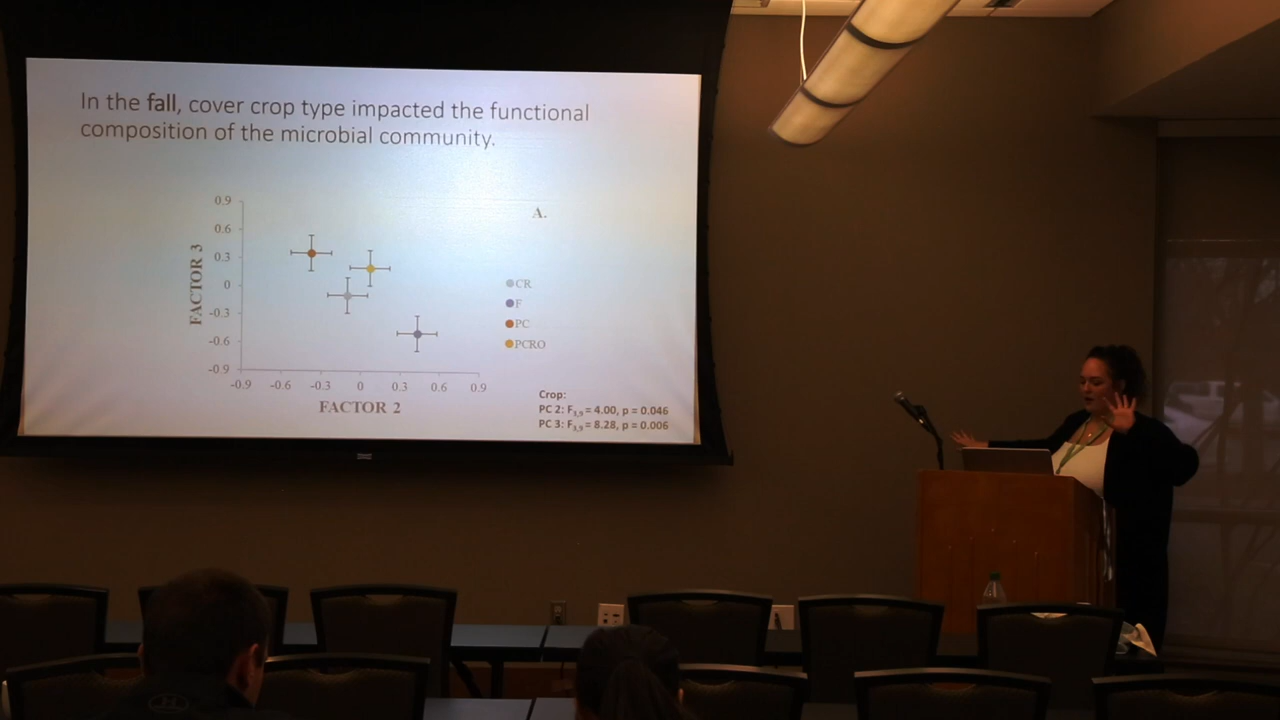 In the fall, cover crop type impacted the functional
composition of the microbial community.
A.
0.9
0.6
0.3
0
-0.3
-0.6
-0.9
FACTOR 3
-0.9
-0.6
-0.3
0
0.3
0.6
0.9
FACTOR 2
CR
F
PC
PCRO
Crop:
PC 2: F3,9 = 4.00, p = 0.046
PC 3: F3,9 = 8.28, p = 0.006